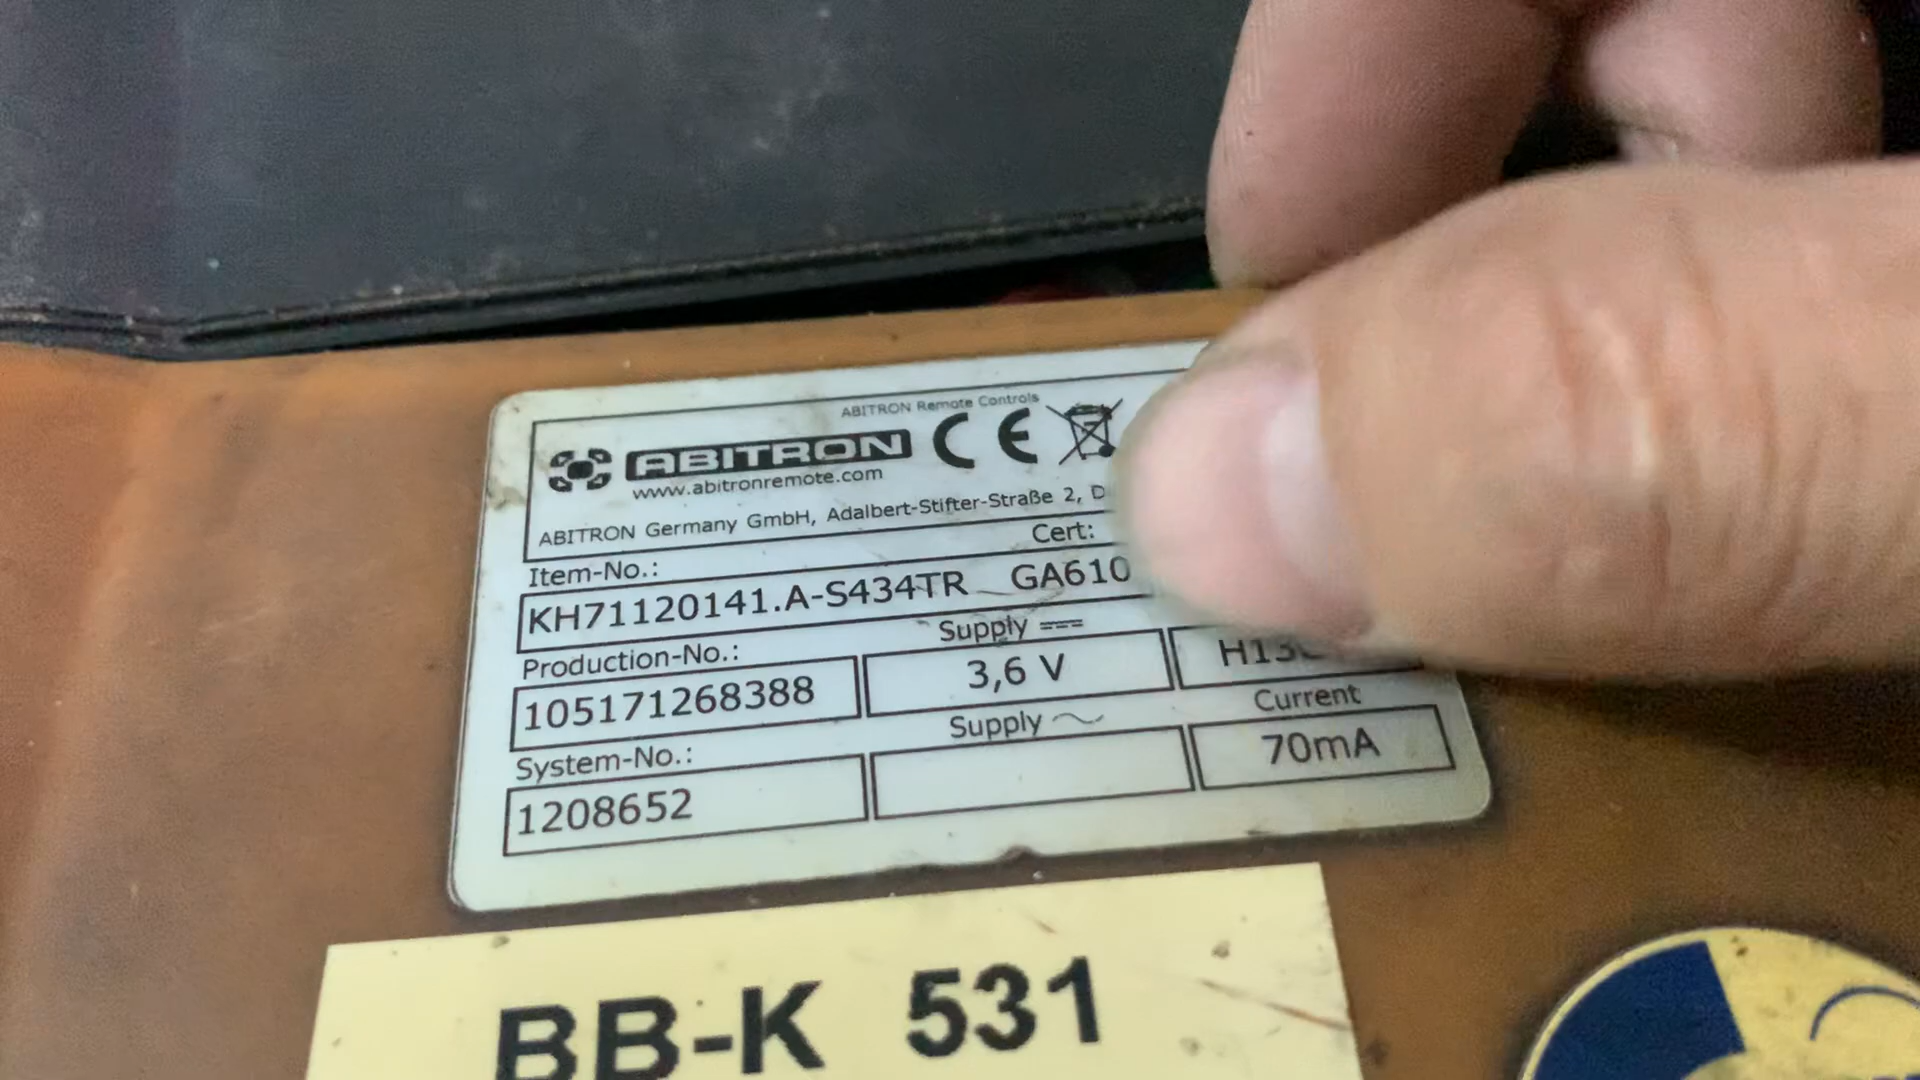 ABITRON Remote Controls
ABITRON CE
www.abitronremote.com
ABITRON Germany GmbH, Adalbert-Stifter-Straße 2, D
Item-No.: Cert:
KH71120141.A-S434TR GA610
Production-No.: Supply
105171268388 3,6 V H13
System-No.: Supply Current
1208652 70mA
BB-K 531